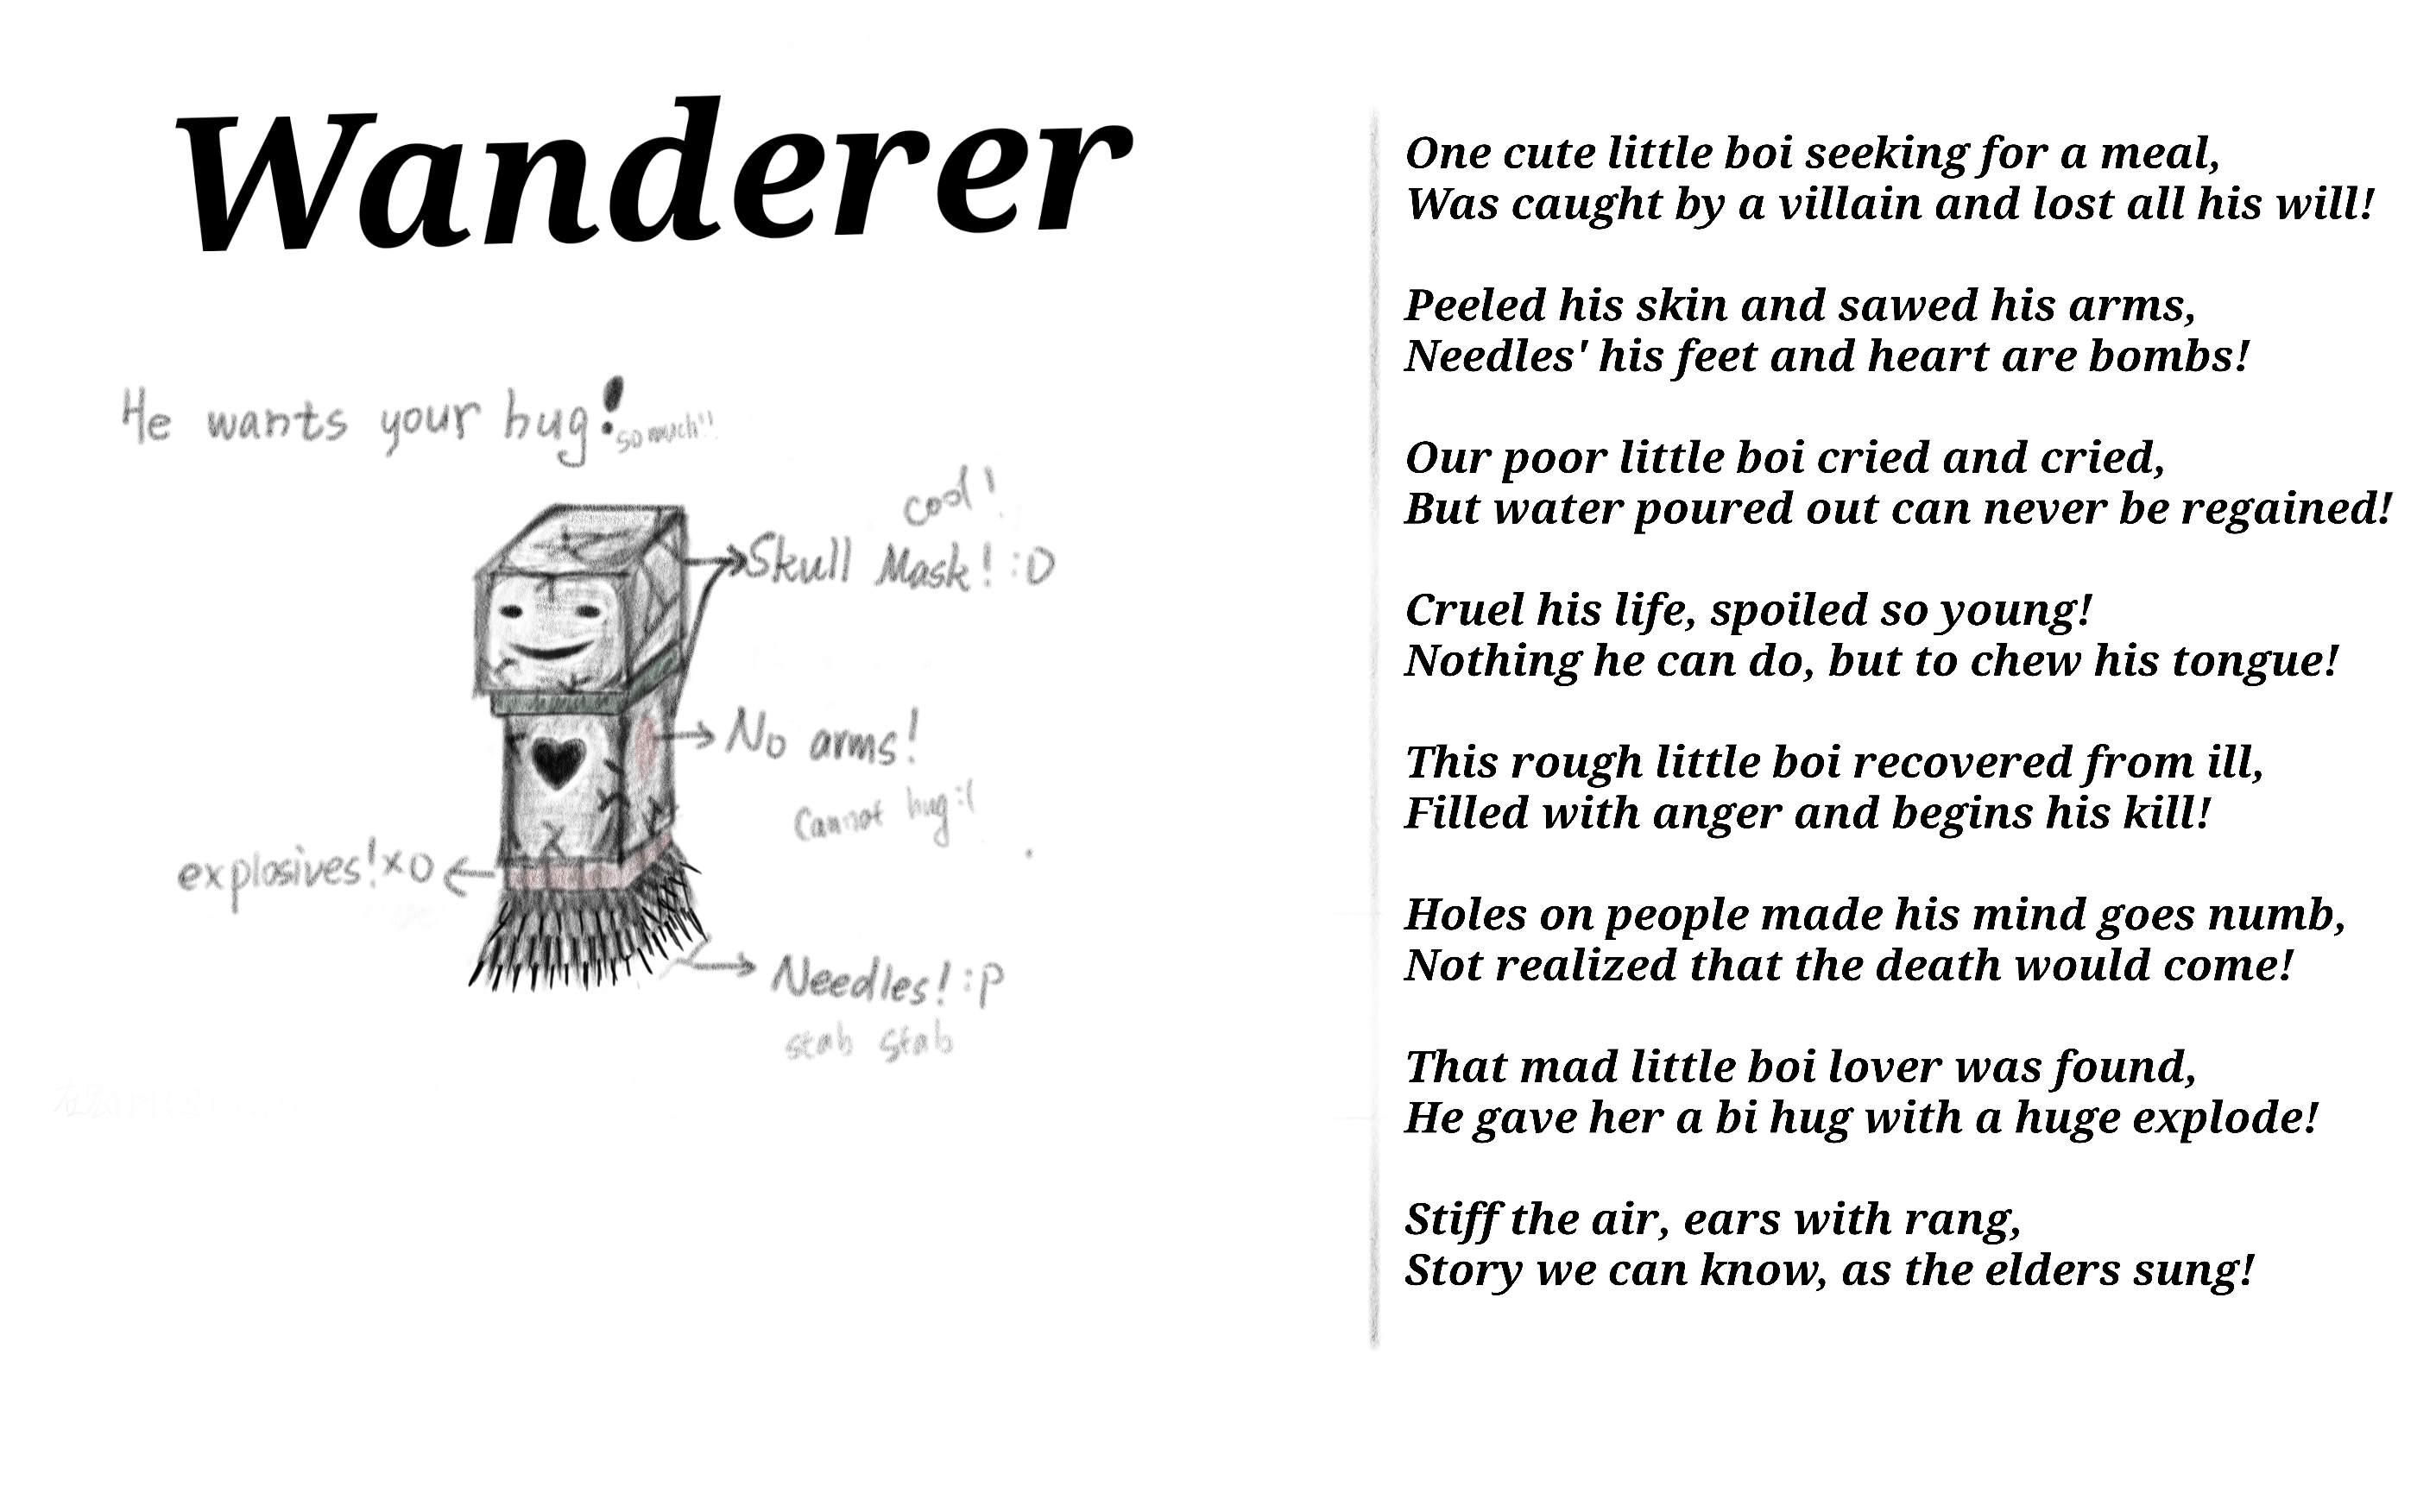 Wanderer
He wants your hug! so much!!
cool!
Skull Mask! :D
No arms!
Cannot hug :(
explosives! xo
Needles! :p
stab stab
One cute little boi seeking for a meal,
Was caught by a villain and lost all his will!
Peeled his skin and sawed his arms,
Needles' his feet and heart are bombs!
Our poor little boi cried and cried,
But water poured out can never be regained!
Cruel his life, spoiled so young!
Nothing he can do, but to chew his tongue!
This rough little boi recovered from ill,
Filled with anger and begins his kill!
Holes on people made his mind goes numb,
Not realized that the death would come!
That mad little boi lover was found,
He gave her a bi hug with a huge explode!
Stiff the air, ears with rang,
Story we can know, as the elders sung!